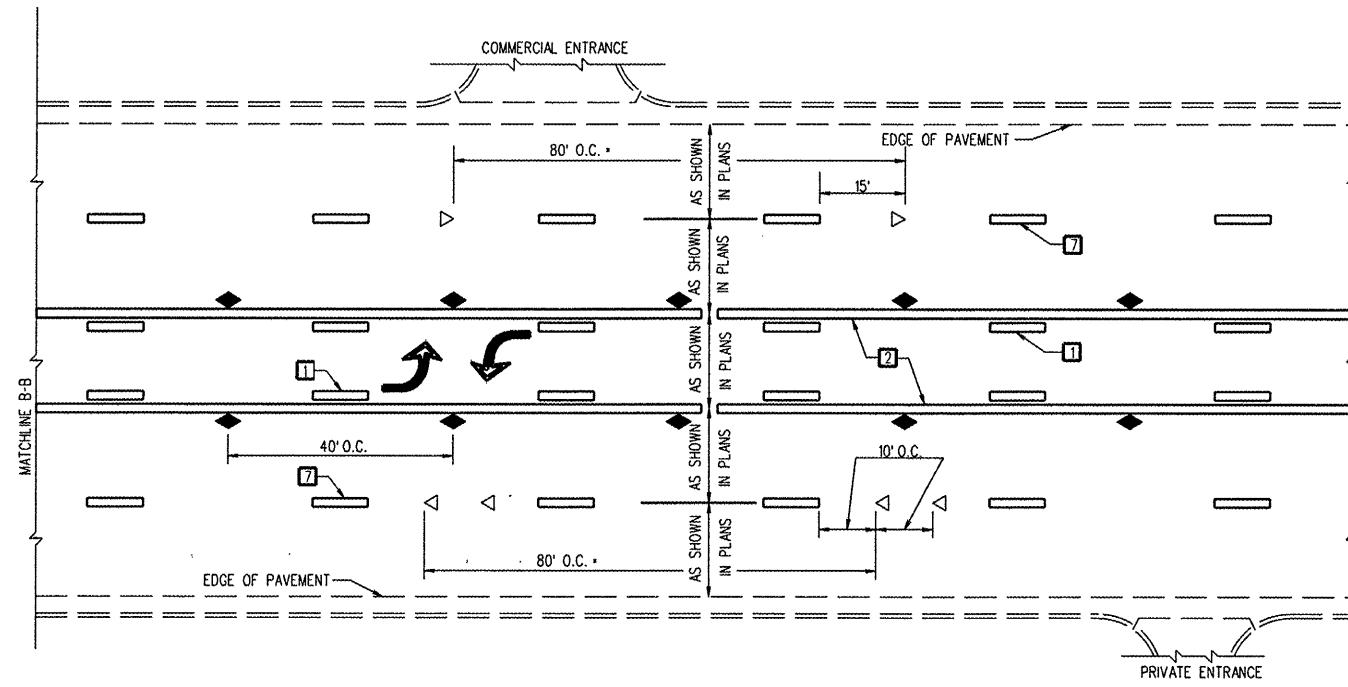 COMMERCIAL ENTRANCE
EDGE OF PAVEMENT
80' O.C. *
AS SHOWN
IN PLANS
15'
7
AS SHOWN
IN PLANS
1
2
1
AS SHOWN
IN PLANS
MATCHLINE B-B
40' O.C.
7
AS SHOWN
IN PLANS
10' O.C.
80' O.C. *
AS SHOWN
IN PLANS
EDGE OF PAVEMENT
PRIVATE ENTRANCE